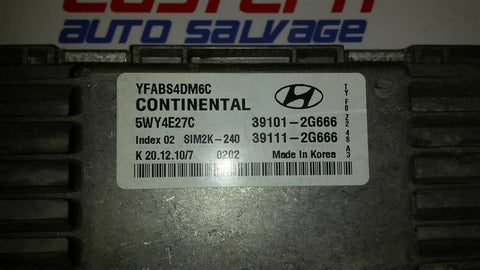 AUTO SALVAGE
YFABS4DM6C
CONTINENTAL
5WY4E27C 39101-2G666
Index 02 SIM2K-240 39111-2G666
K 20.12.10/7 0202 Made In Korea